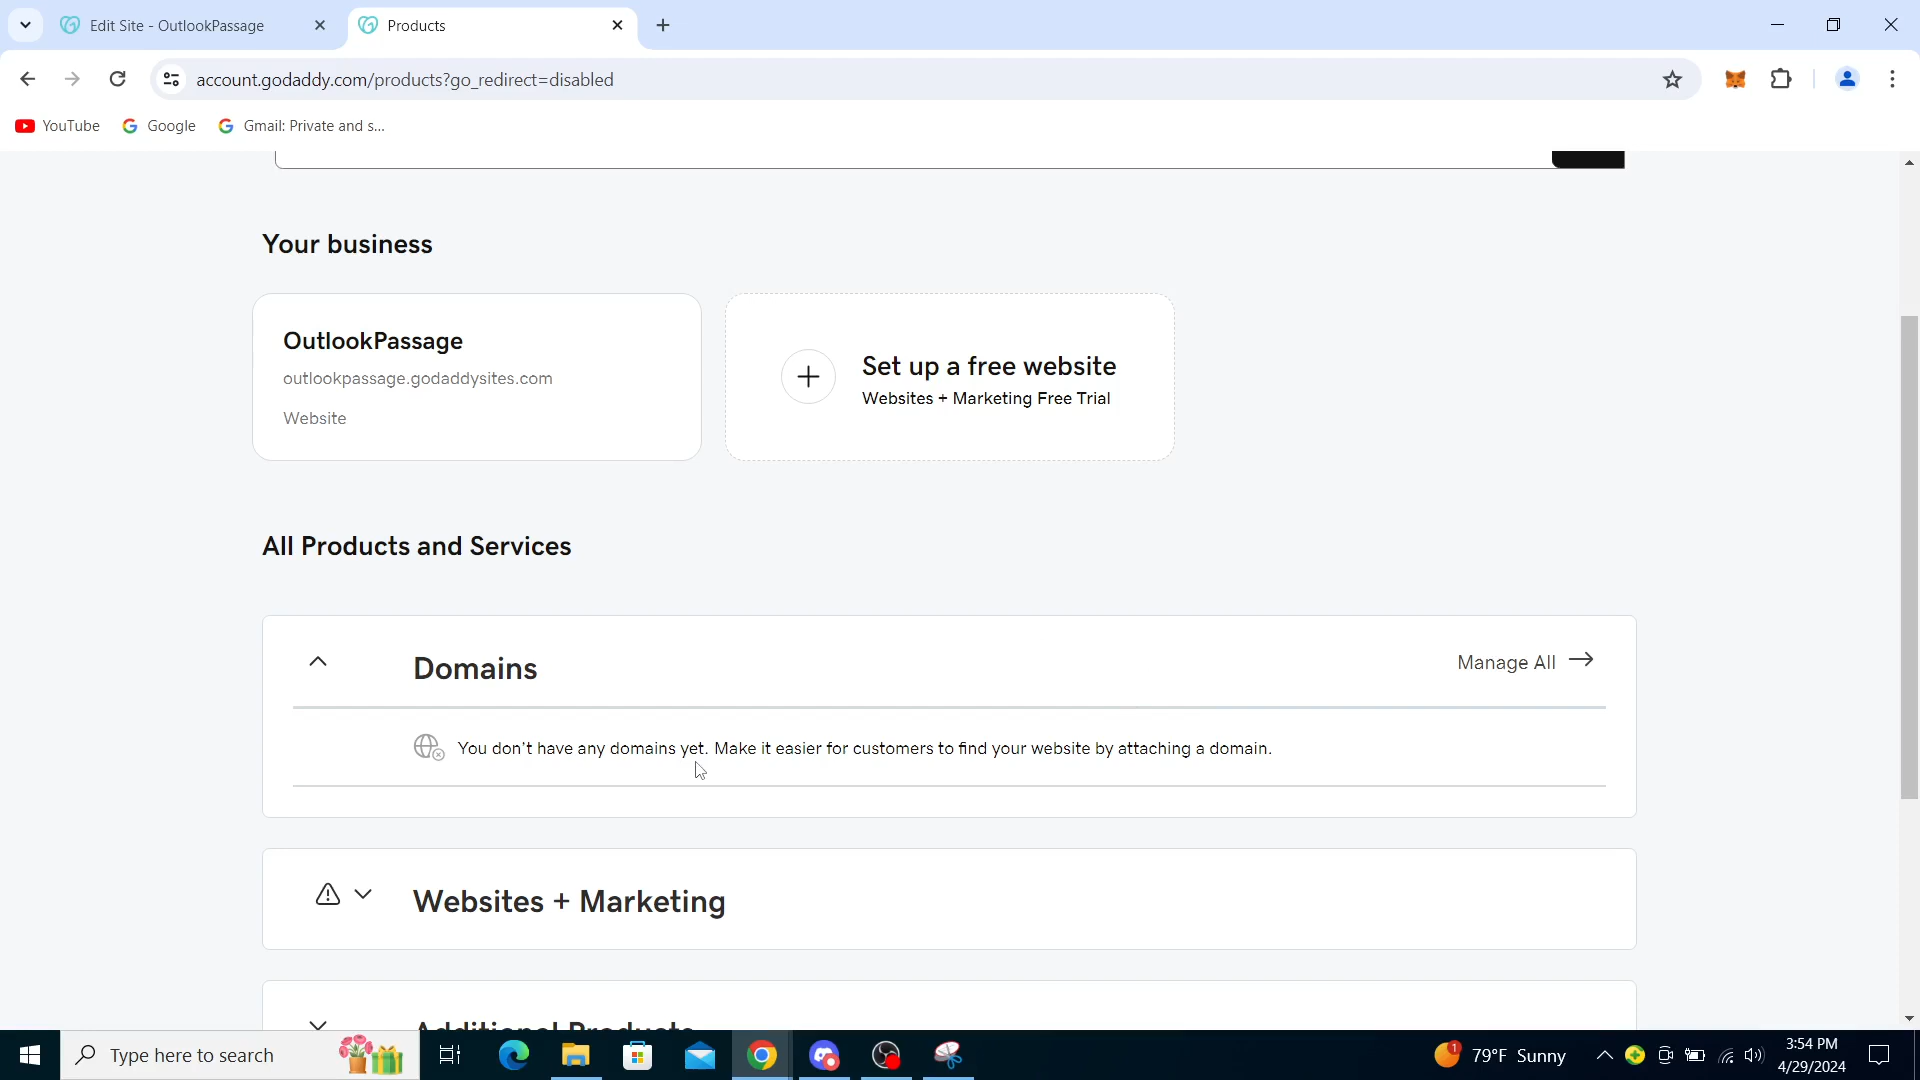 Edit Site - OutlookPassage
Products
account.godaddy.com/products?go_redirect=disabled
YouTube
Google
Gmail: Private and s...
Your business
OutlookPassage
outlookpassage.godaddysites.com
Website
Set up a free website
Websites + Marketing Free Trial
All Products and Services
Domains
Manage All
You don't have any domains yet. Make it easier for customers to find your website by attaching a domain.
Websites + Marketing
Additional Products
Type here to search
1
79°F Sunny
3:54 PM
4/29/2024